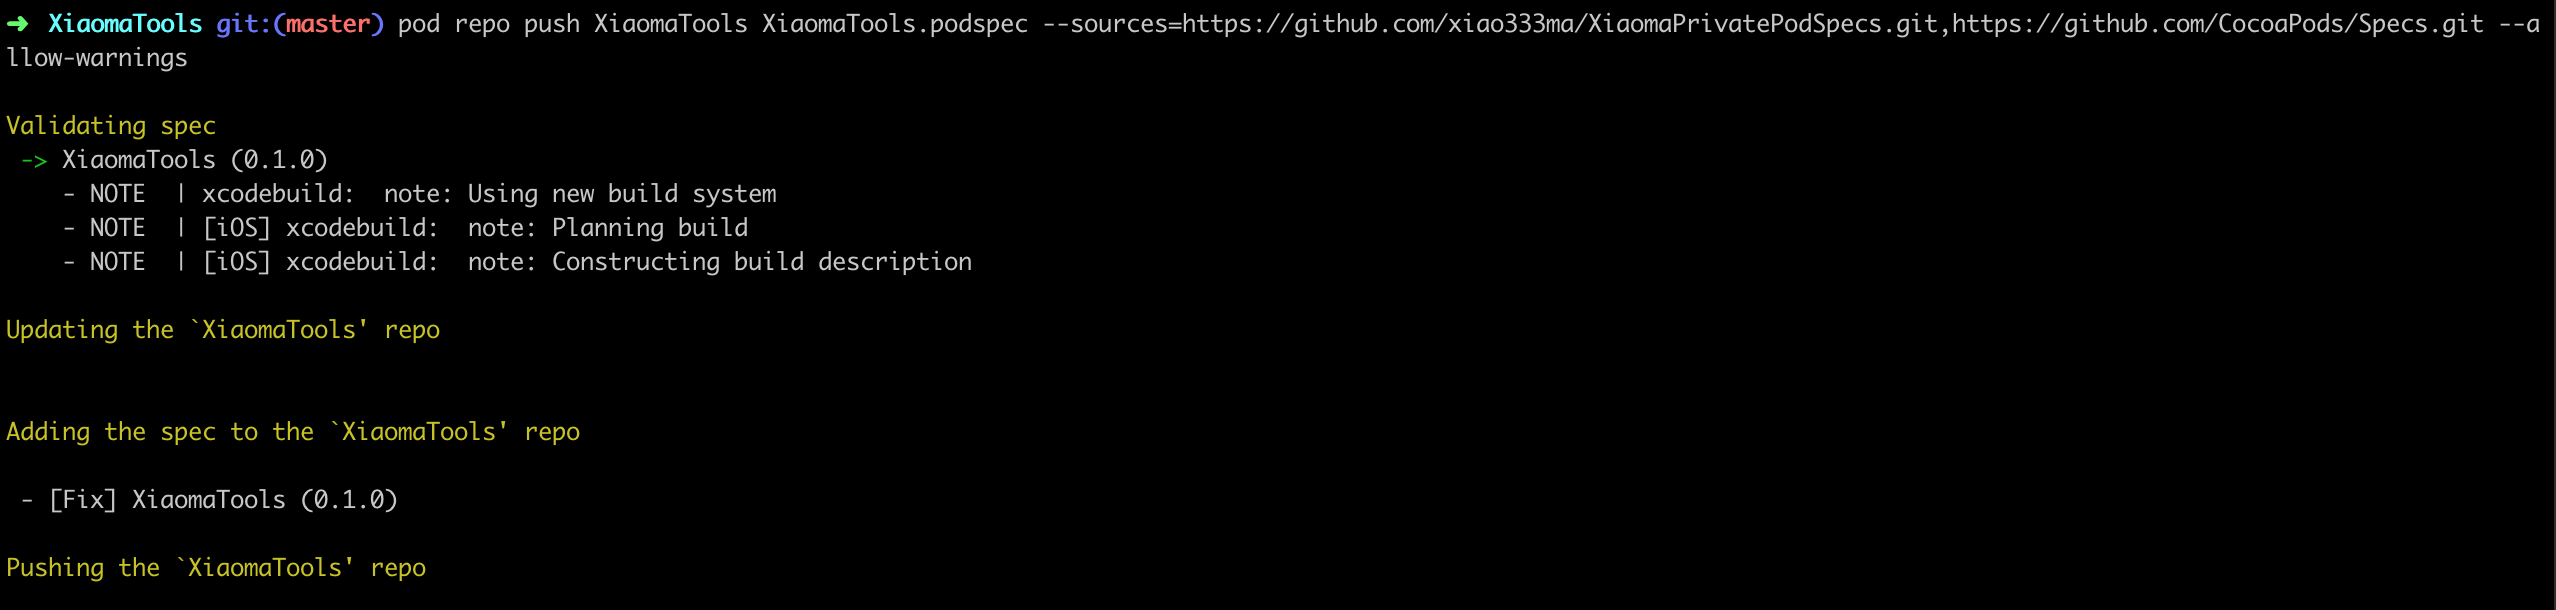 ➜  XiaomaTools git:(master) pod repo push XiaomaTools XiaomaTools.podspec --sources=https://github.com/xiao333ma/XiaomaPrivatePodSpecs.git,https://github.com/CocoaPods/Specs.git --a
llow-warnings
Validating spec
 -> XiaomaTools (0.1.0)
    - NOTE  | xcodebuild:  note: Using new build system
    - NOTE  | [iOS] xcodebuild:  note: Planning build
    - NOTE  | [iOS] xcodebuild:  note: Constructing build description
Updating the `XiaomaTools' repo
Adding the spec to the `XiaomaTools' repo
 - [Fix] XiaomaTools (0.1.0)
Pushing the `XiaomaTools' repo